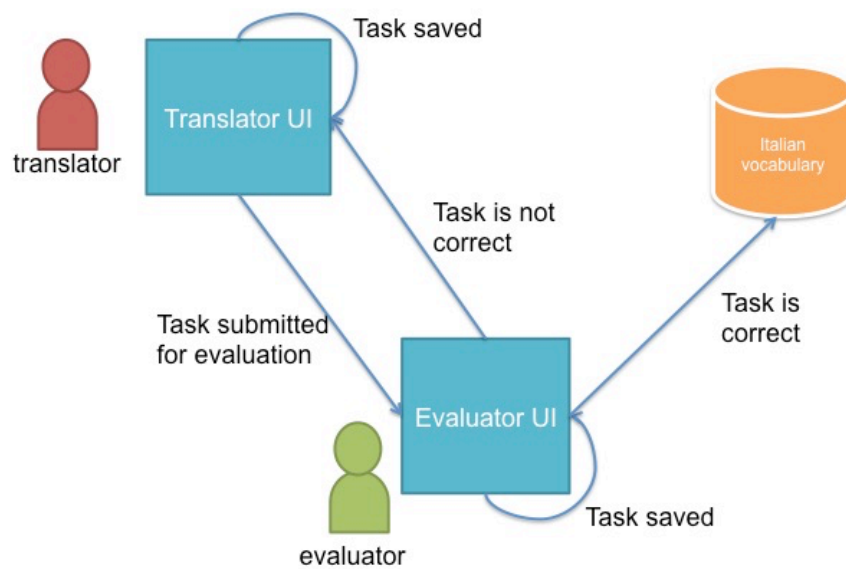 Task saved
Translator UI
translator
Italian
vocabulary
Task is not
correct
Task is
correct
Task submitted
for evaluation
Evaluator UI
Task saved
evaluator